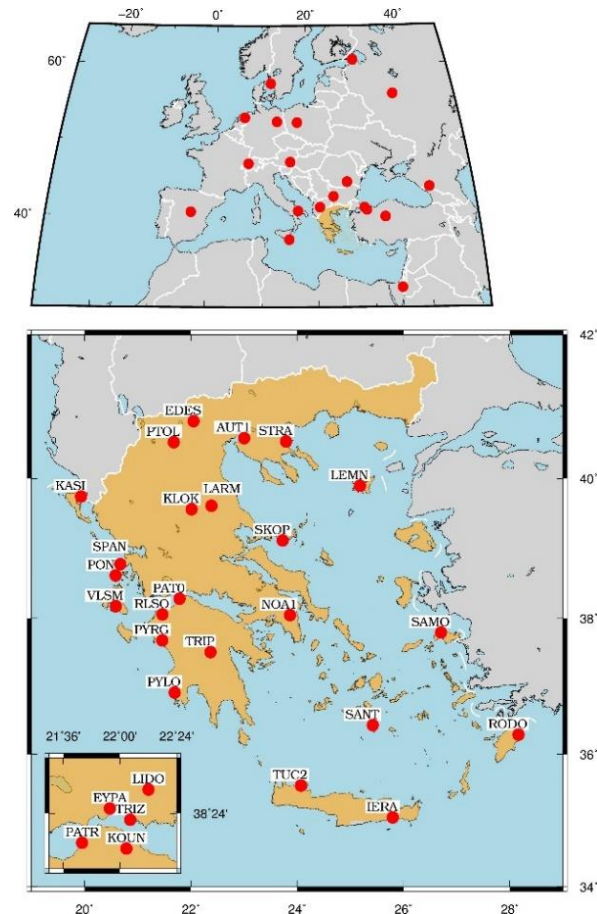 −20° 0° 20° 40°
60°
40°
42°
40°
38°
36°
34°
EDES
PTOL
AUT1
STRA
KASI
KLOK
LARM
LEMN
SKOP
SPAN
PON
VLSM
PAT0
RLSO
NOA1
SAMO
PYRG
TRIP
PYLO
SANT
RODO
TUC2
IERA
21°36' 22°00' 22°24'
LIDO
EYPA
TRIZ
38°24'
PATR
KOUN
20° 22° 24° 26° 28°